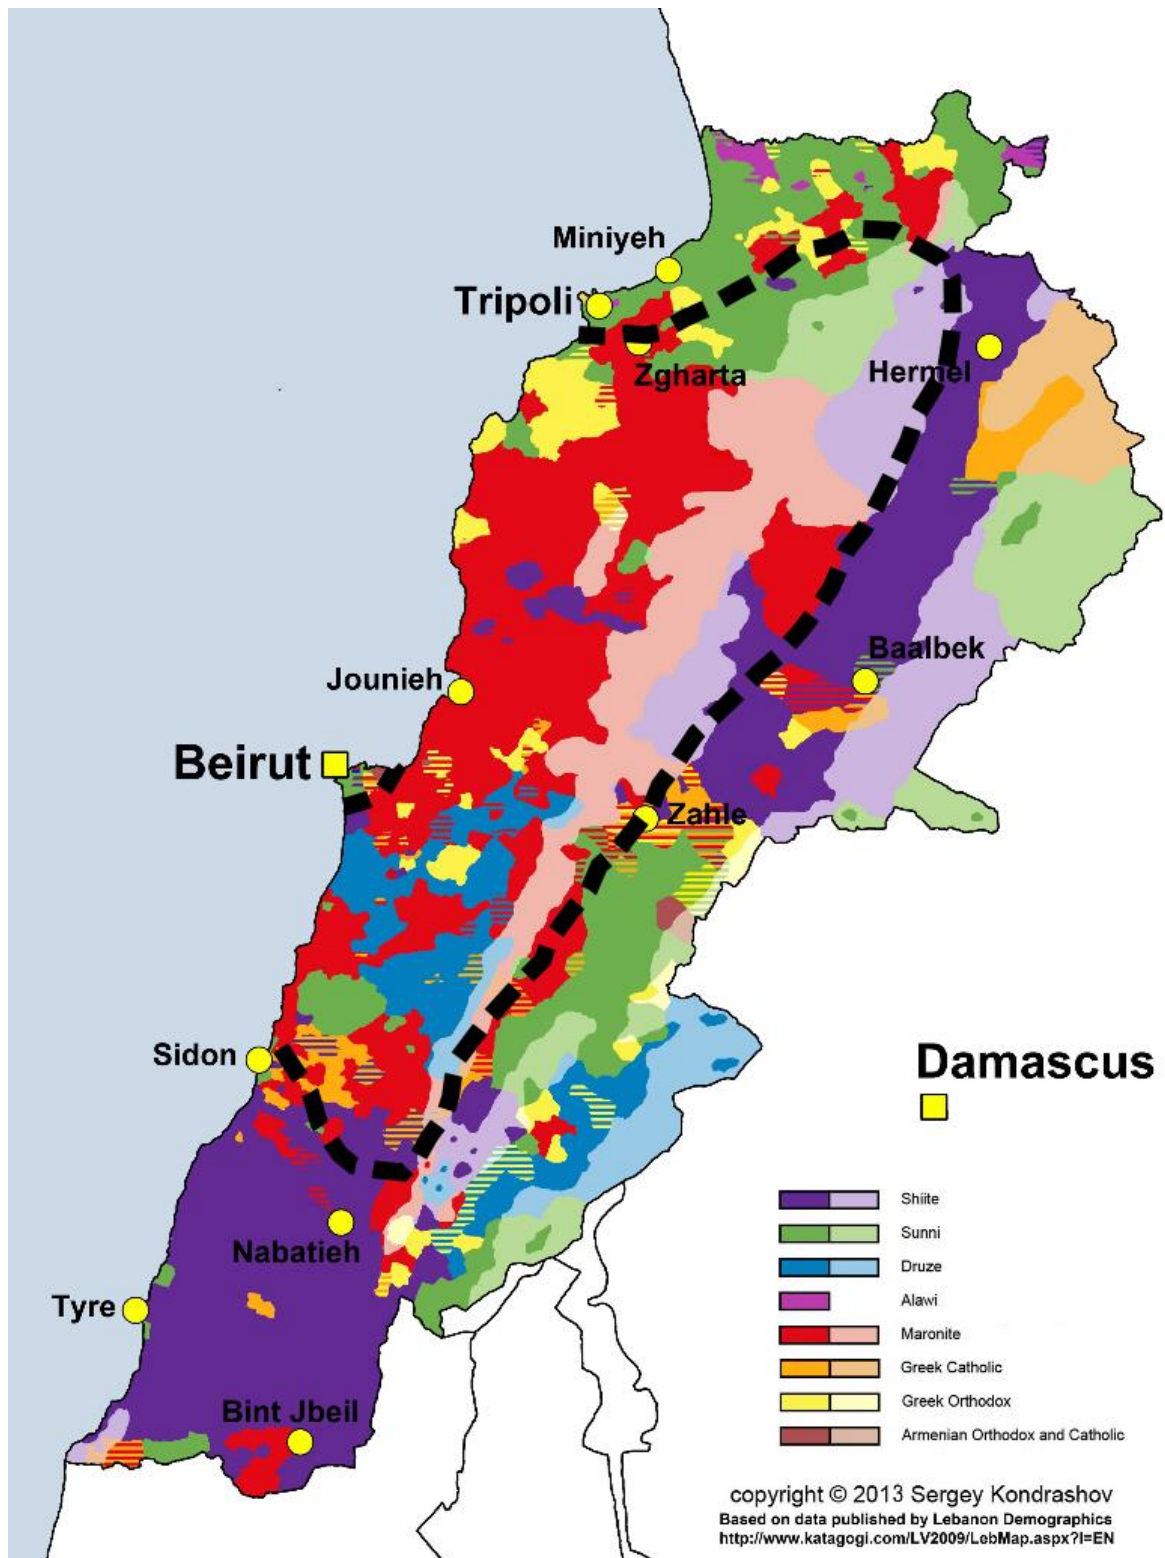 Miniyeh
Tripoli
Zgharta
Hermel
Baalbek
Jounieh
Beirut
Zahle
Sidon
Damascus
Nabatieh
Tyre
Bint Jbeil
Shiite
Sunni
Druze
Alawi
Maronite
Greek Catholic
Greek Orthodox
Armenian Orthodox and Catholic
copyright © 2013 Sergey Kondrashov
Based on data published by Lebanon Demographics
http://www.katagogi.com/LV2009/LebMap.aspx?l=EN